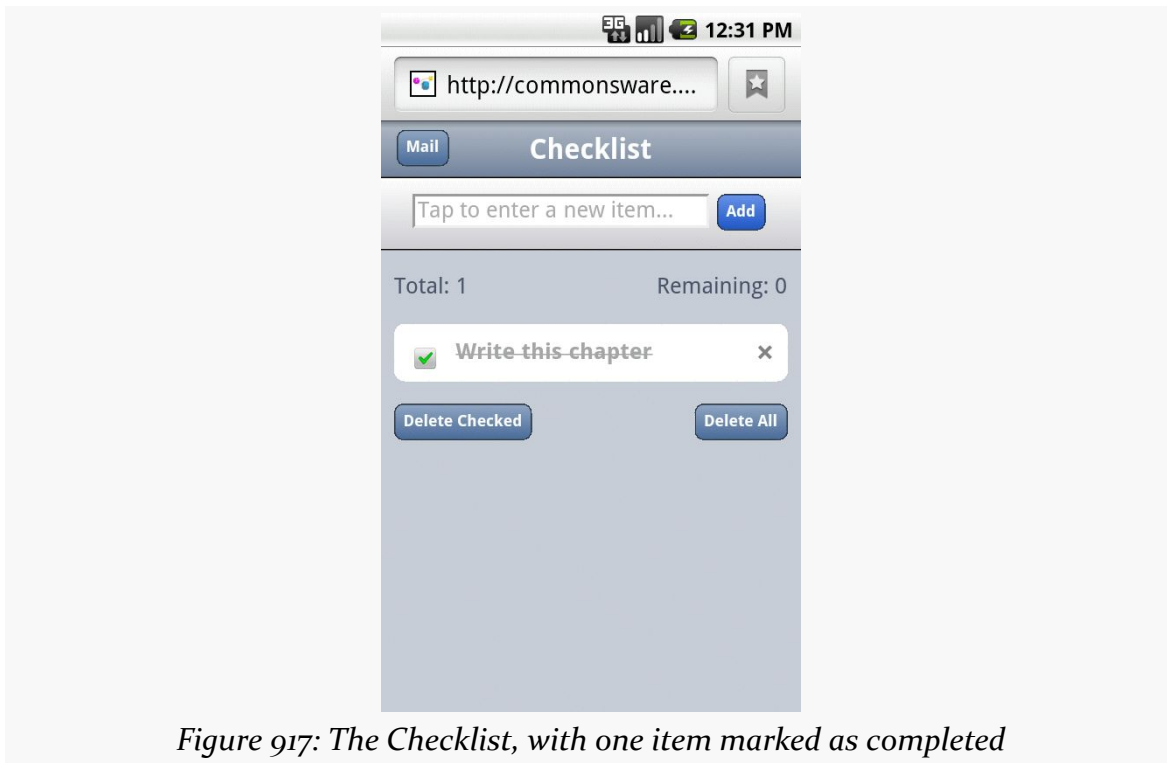 3G 12:31 PM
http://commonsware....
Mail Checklist
Tap to enter a new item... Add
Total: 1 Remaining: 0
Write this chapter ×
Delete Checked Delete All
Figure 917: The Checklist, with one item marked as completed